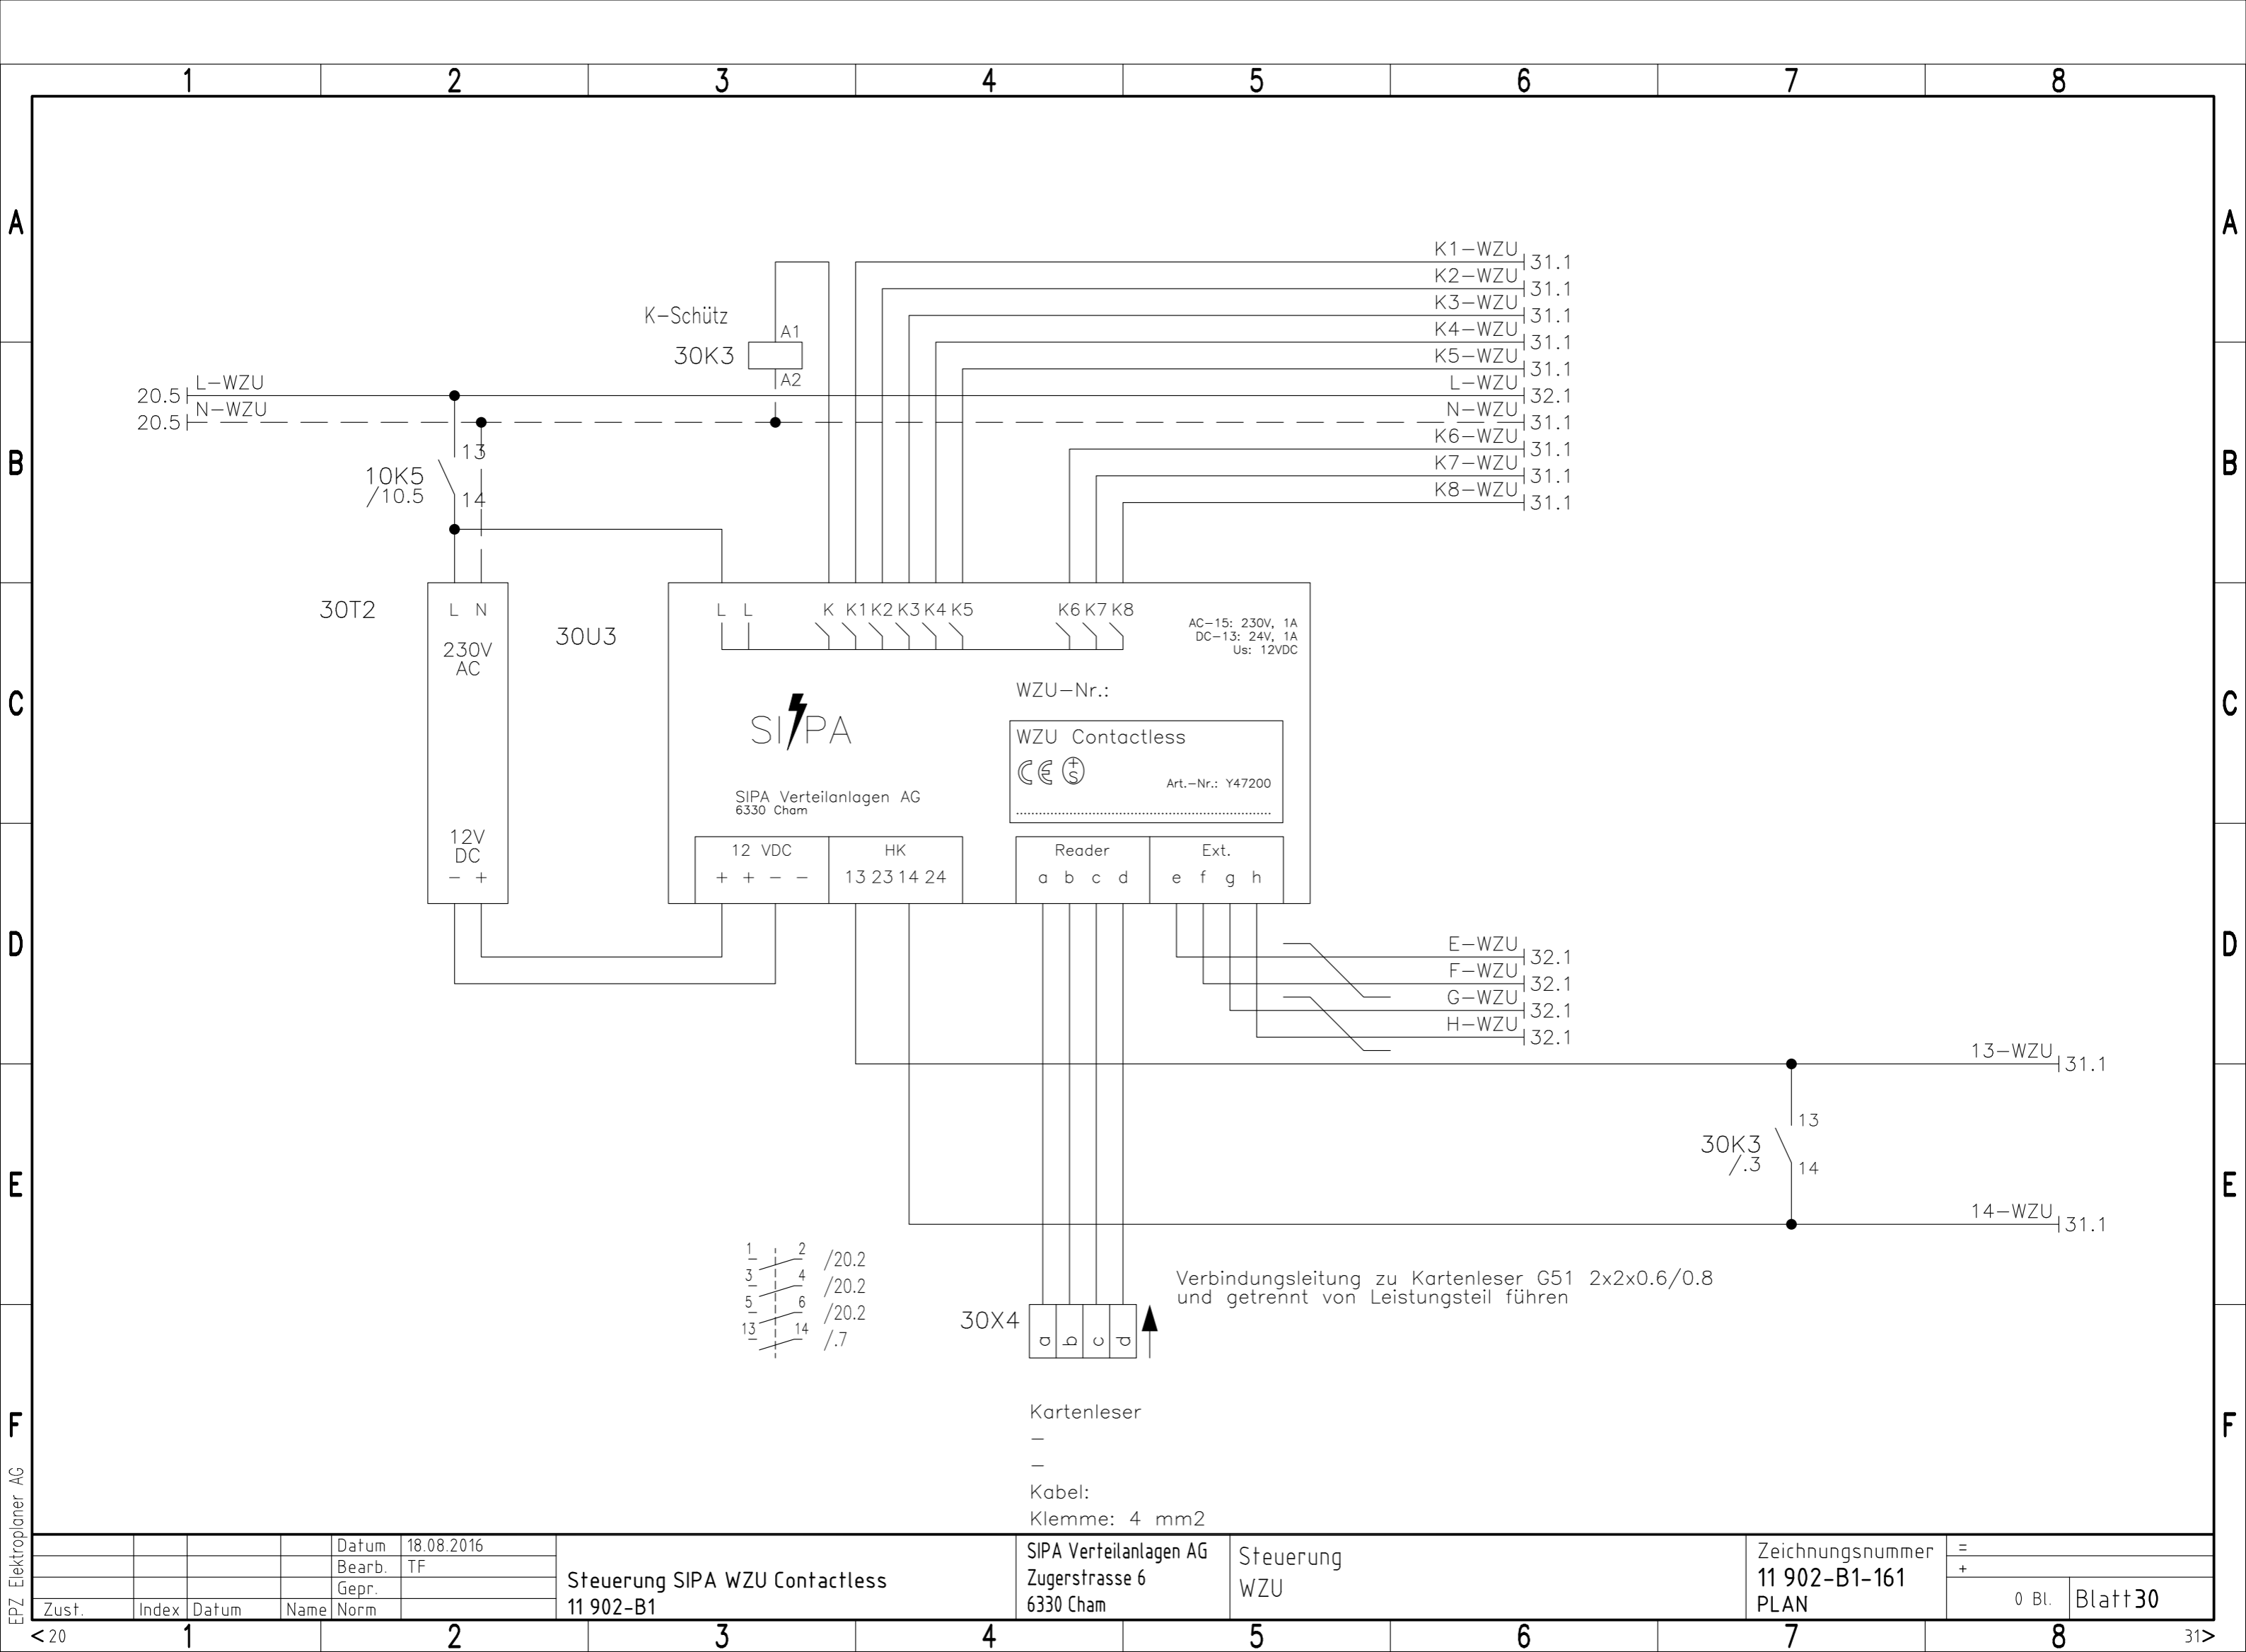 1 2 3 4 5 6 7 8
A A
K1-WZU 31.1
K2-WZU 31.1
K3-WZU 31.1
K-Schütz
A1
K4-WZU 31.1
30K3
K5-WZU 31.1
A2
20.5 L-WZU
L-WZU 32.1
20.5 N-WZU
N-WZU 31.1
K6-WZU 31.1
B B
13
K7-WZU 31.1
10K5
/10.5
14
K8-WZU 31.1
30T2
L N
230V
AC
12V
DC
- +
30U3
L L K K1 K2 K3 K4 K5 K6 K7 K8
AC-15: 230V, 1A
DC-13: 24V, 1A
Us: 12VDC
C C
WZU-Nr.:
SIPA
WZU Contactless
CE +S
Art.-Nr.: Y47200
SIPA Verteilanlagen AG
6330 Cham
12 VDC HK Reader Ext.
+ + - - 13 23 14 24 a b c d e f g h
D D
E-WZU 32.1
F-WZU 32.1
G-WZU 32.1
H-WZU 32.1
13-WZU 31.1
13
30K3
/.3
14
E E
14-WZU 31.1
1 2 /20.2
3 4 /20.2
5 6 /20.2
13 14 /.7
Verbindungsleitung zu Kartenleser G51 2x2x0.6/0.8
und getrennt von Leistungsteil führen
30X4
a b c d
F F
Kartenleser
-
-
Kabel:
Klemme: 4 mm2
EPZ Elektroplaner AG
Datum 18.08.2016
Bearb. TF
Gepr.
Zust. Index Datum Name Norm
Steuerung SIPA WZU Contactless
11 902-B1
SIPA Verteilanlagen AG
Zugerstrasse 6
6330 Cham
Steuerung
WZU
Zeichnungsnummer
11 902-B1-161
PLAN
=
+
0 Bl. Blatt 30
<20 1 2 3 4 5 6 7 8 31>